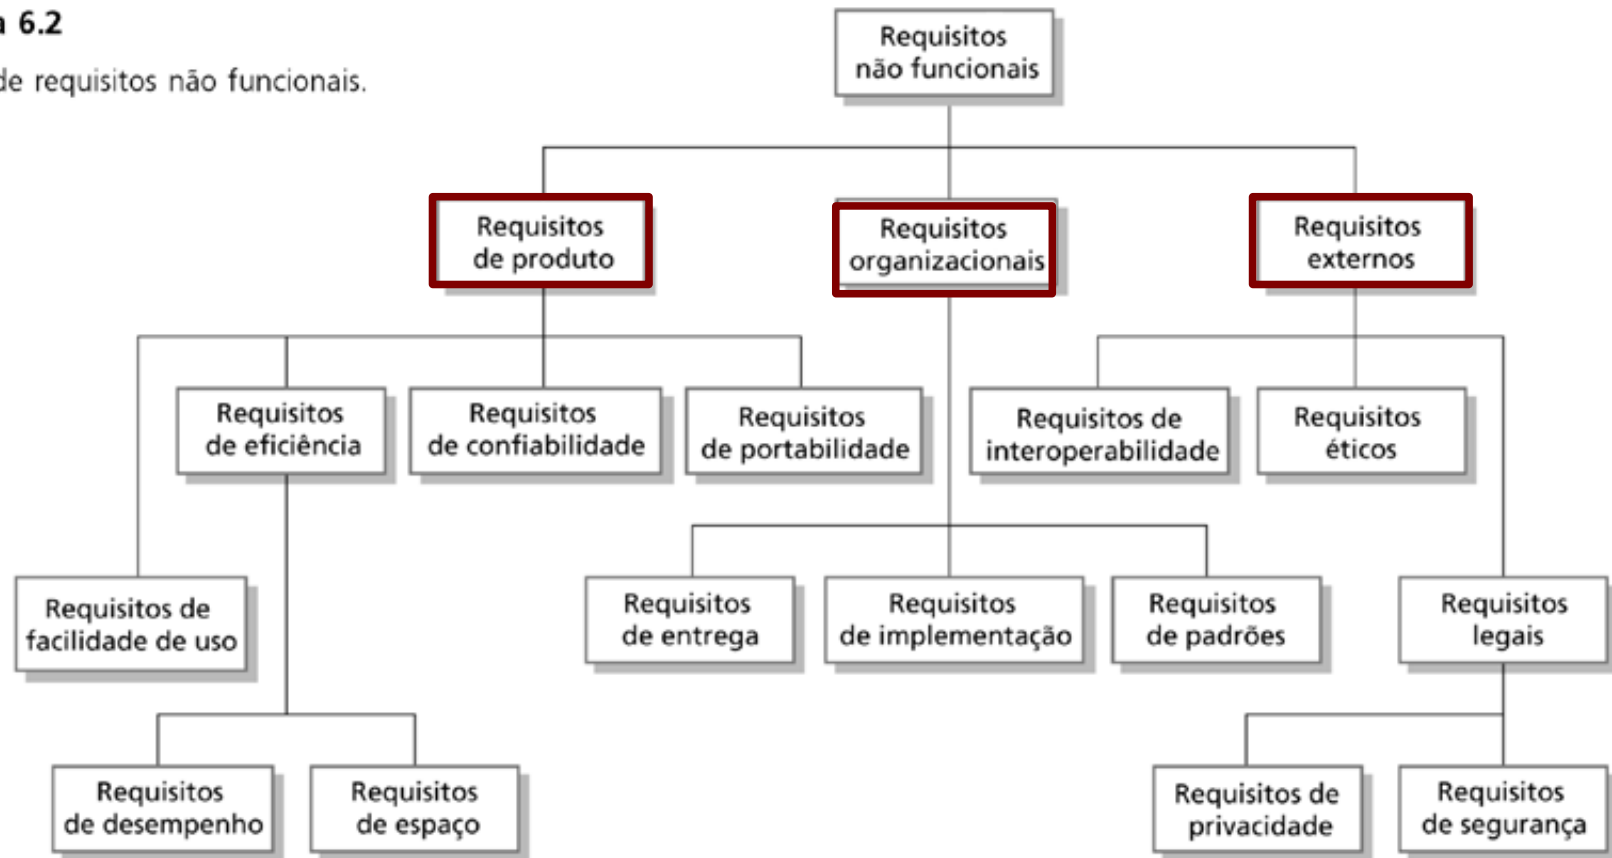 a 6.2
de requisitos não funcionais.
Requisitos
não funcionais
Requisitos
de produto
Requisitos
organizacionais
Requisitos
externos
Requisitos
de eficiência
Requisitos
de confiabilidade
Requisitos
de portabilidade
Requisitos de
interoperabilidade
Requisitos
éticos
Requisitos de
facilidade de uso
Requisitos
de entrega
Requisitos
de implementação
Requisitos
de padrões
Requisitos
legais
Requisitos
de desempenho
Requisitos
de espaço
Requisitos de
privacidade
Requisitos
de segurança